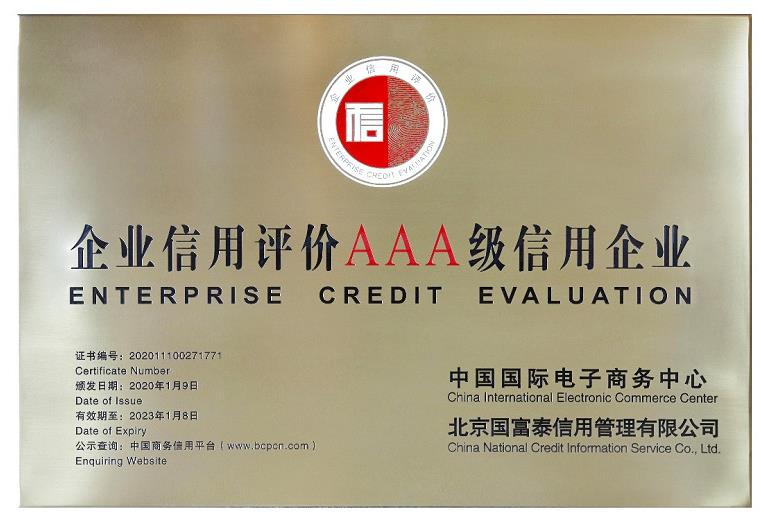 企业信用评价
信
ENTERPRISE CREDIT EVALUATION
企业信用评价AAA级信用企业
ENTERPRISE CREDIT EVALUATION
证书编号：202011100271771
Certificate Number
颁发日期：2020年1月9日
Date of Issue
有效期至：2023年1月8日
Date of Expiry
公示查询：中国商务信用平台（www.bcpcn.com）
Enquiring Website
中国国际电子商务中心
China International Electronic Commerce Center
北京国富泰信用管理有限公司
China National Credit Information Service Co., Ltd.